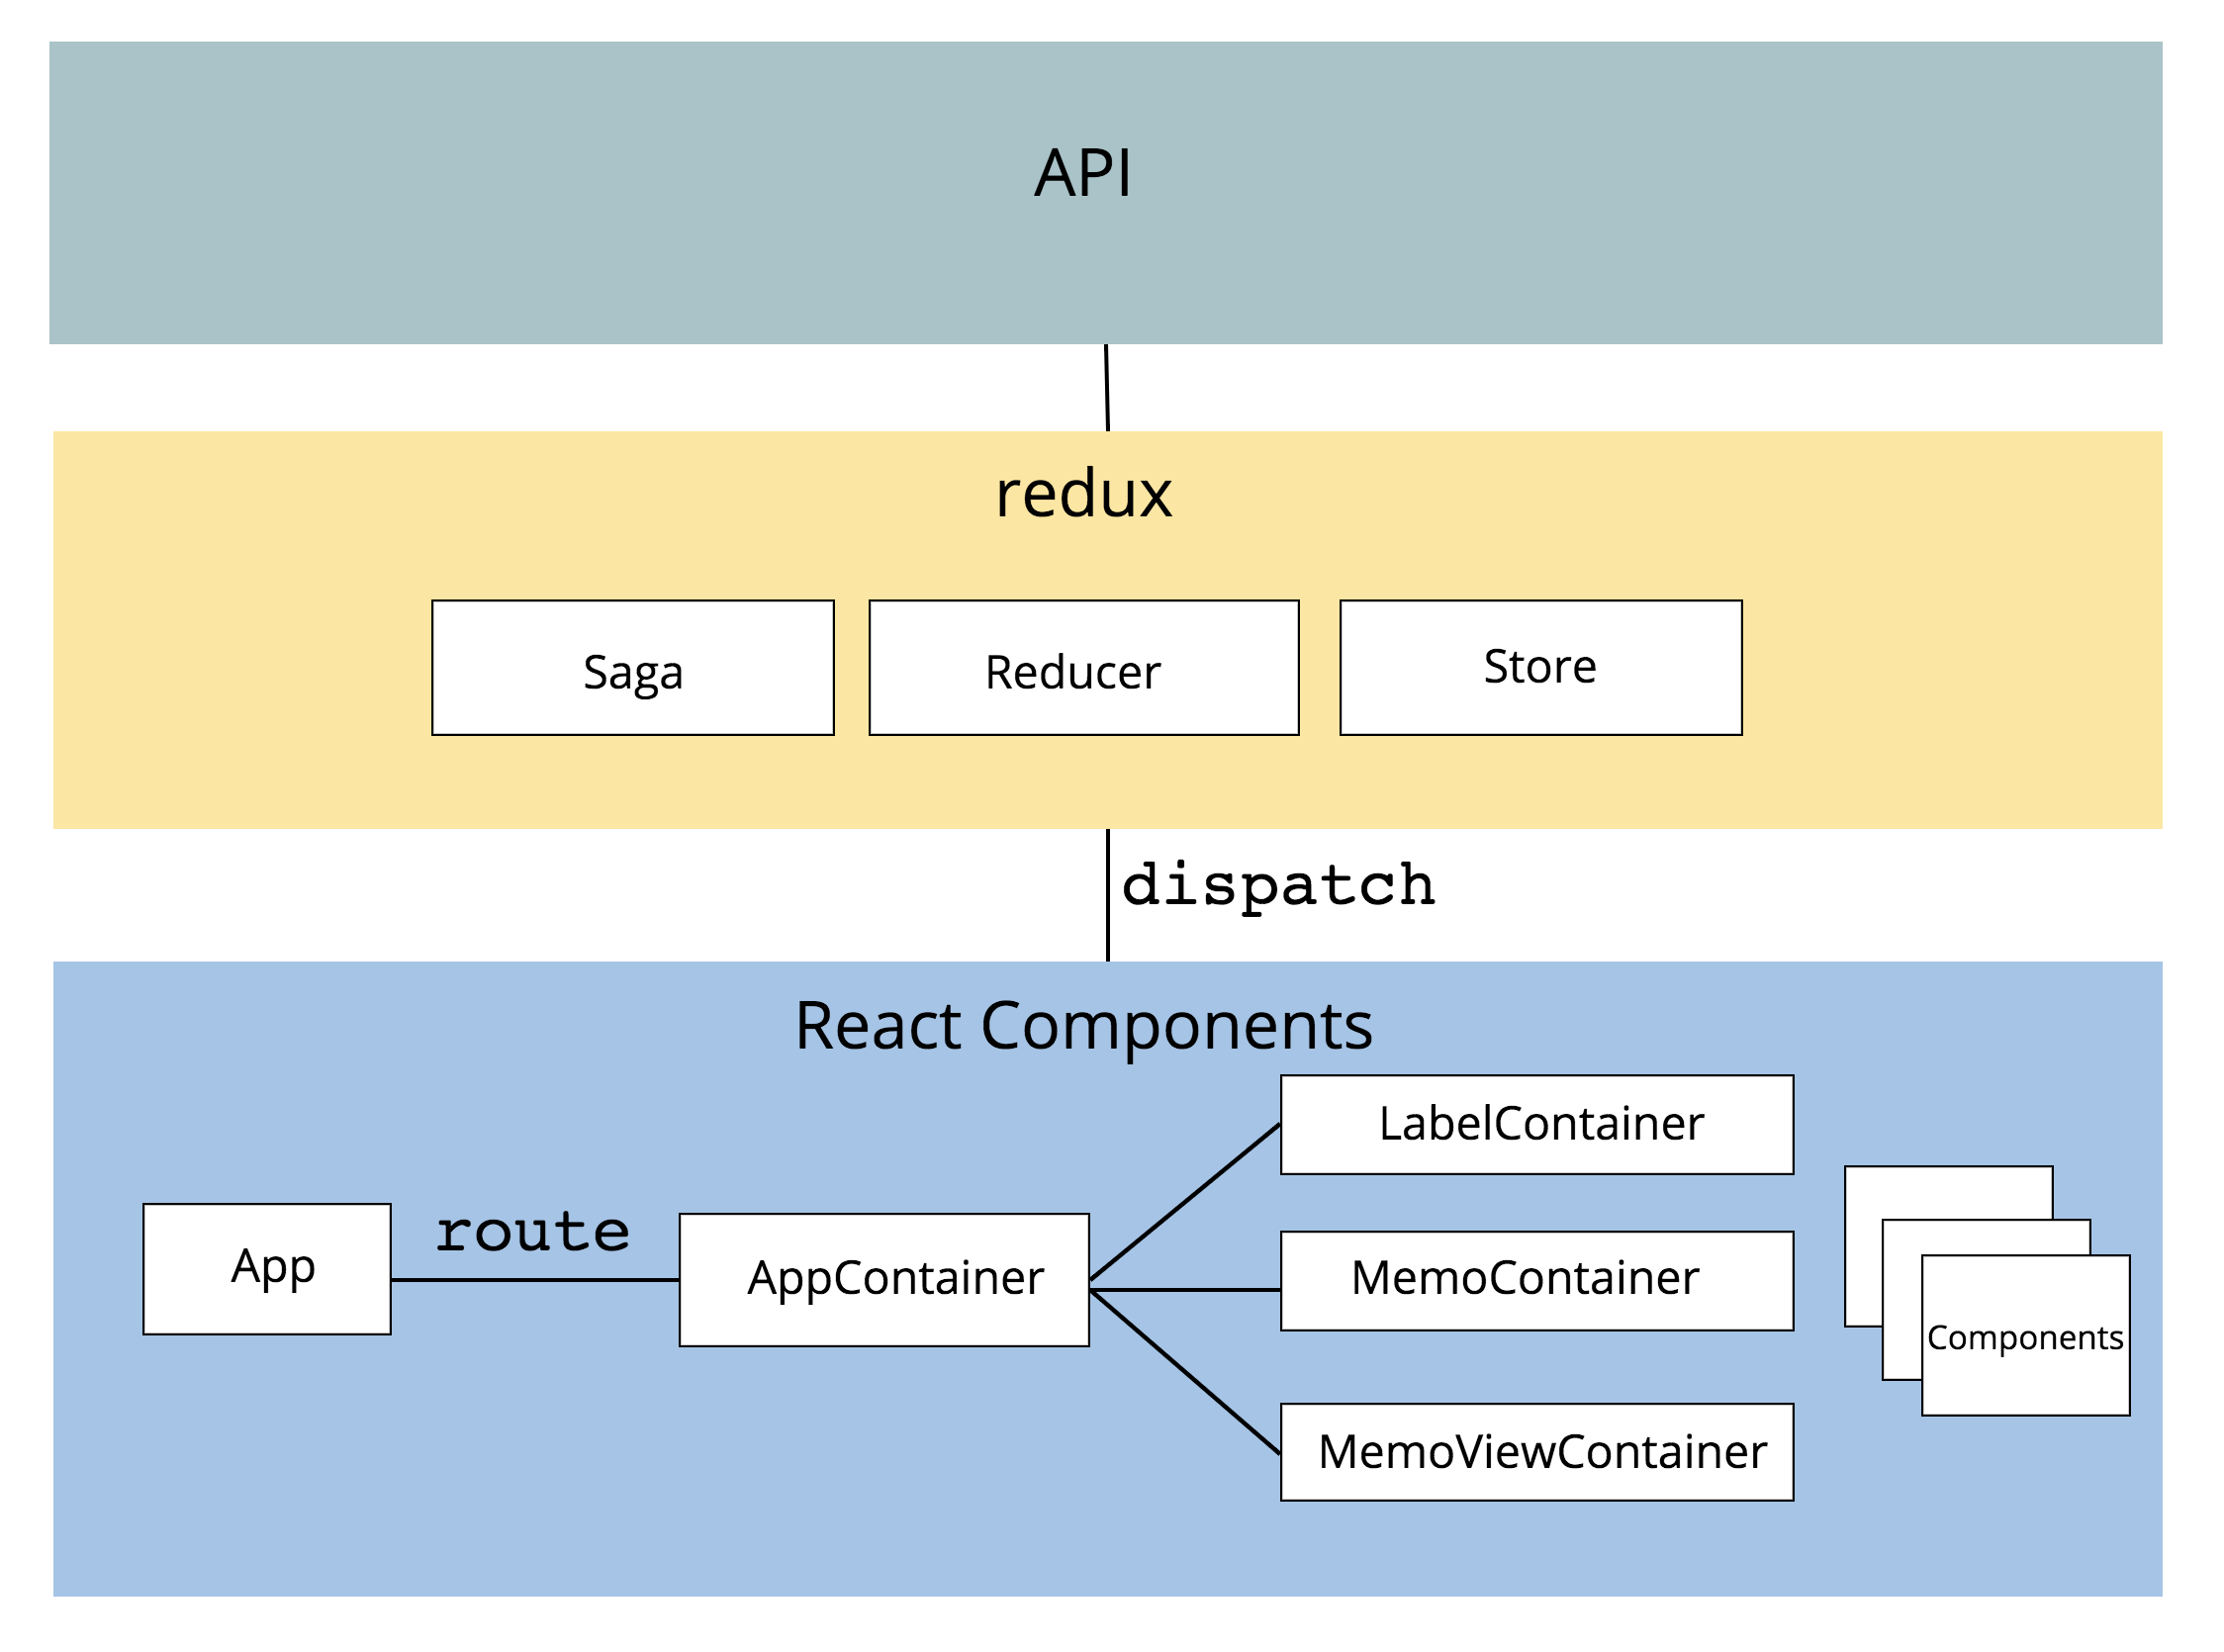 API
redux
Saga
Reducer
Store
dispatch
React Components
LabelContainer
App
route
AppContainer
MemoContainer
Components
MemoViewContainer